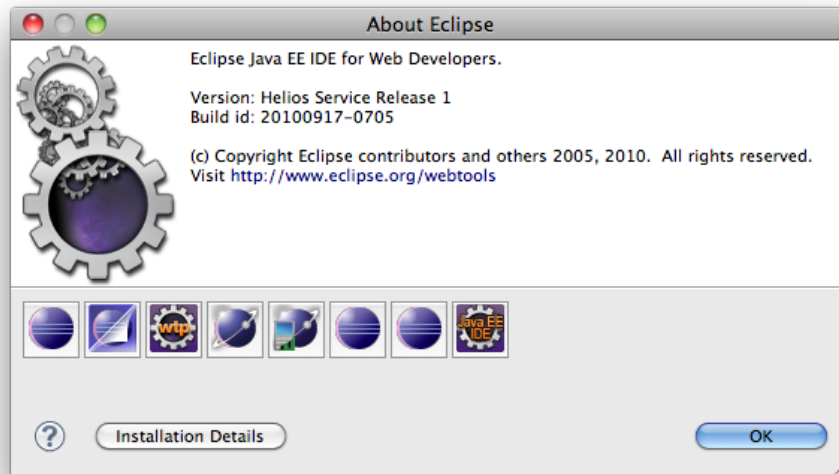 About Eclipse
Eclipse Java EE IDE for Web Developers.
Version: Helios Service Release 1
Build id: 20100917-0705
(c) Copyright Eclipse contributors and others 2005, 2010.  All rights reserved.
Visit http://www.eclipse.org/webtools
wtp
Java EE
IDE
?
Installation Details
OK